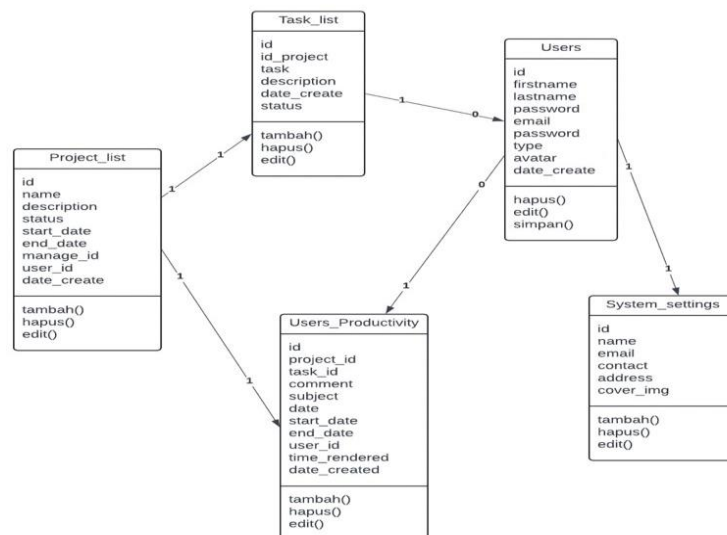 Task_list
id
id_project
task
description
date_create
status
tambah()
hapus()
edit()
Users
id
firstname
lastname
password
email
password
type
avatar
date_create
hapus()
edit()
simpan()
Project_list
id
name
description
status
start_date
end_date
manage_id
user_id
date_create
tambah()
hapus()
edit()
Users_Productivity
id
project_id
task_id
comment
subject
date
start_date
end_date
user_id
time_rendered
date_created
tambah()
hapus()
edit()
System_settings
id
name
email
contact
address
cover_img
tambah()
hapus()
edit()
1
1
1
0
1
1
0
1
1
1